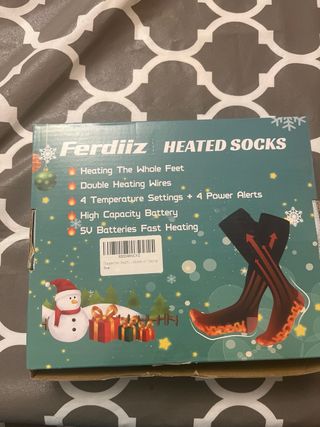 Ferdiiz HEATED SOCKS
Heating The Whole Feet
Double Heating Wires
4 Temperature Settings + 4 Power Alerts
High Capacity Battery
5V Batteries Fast Heating
New